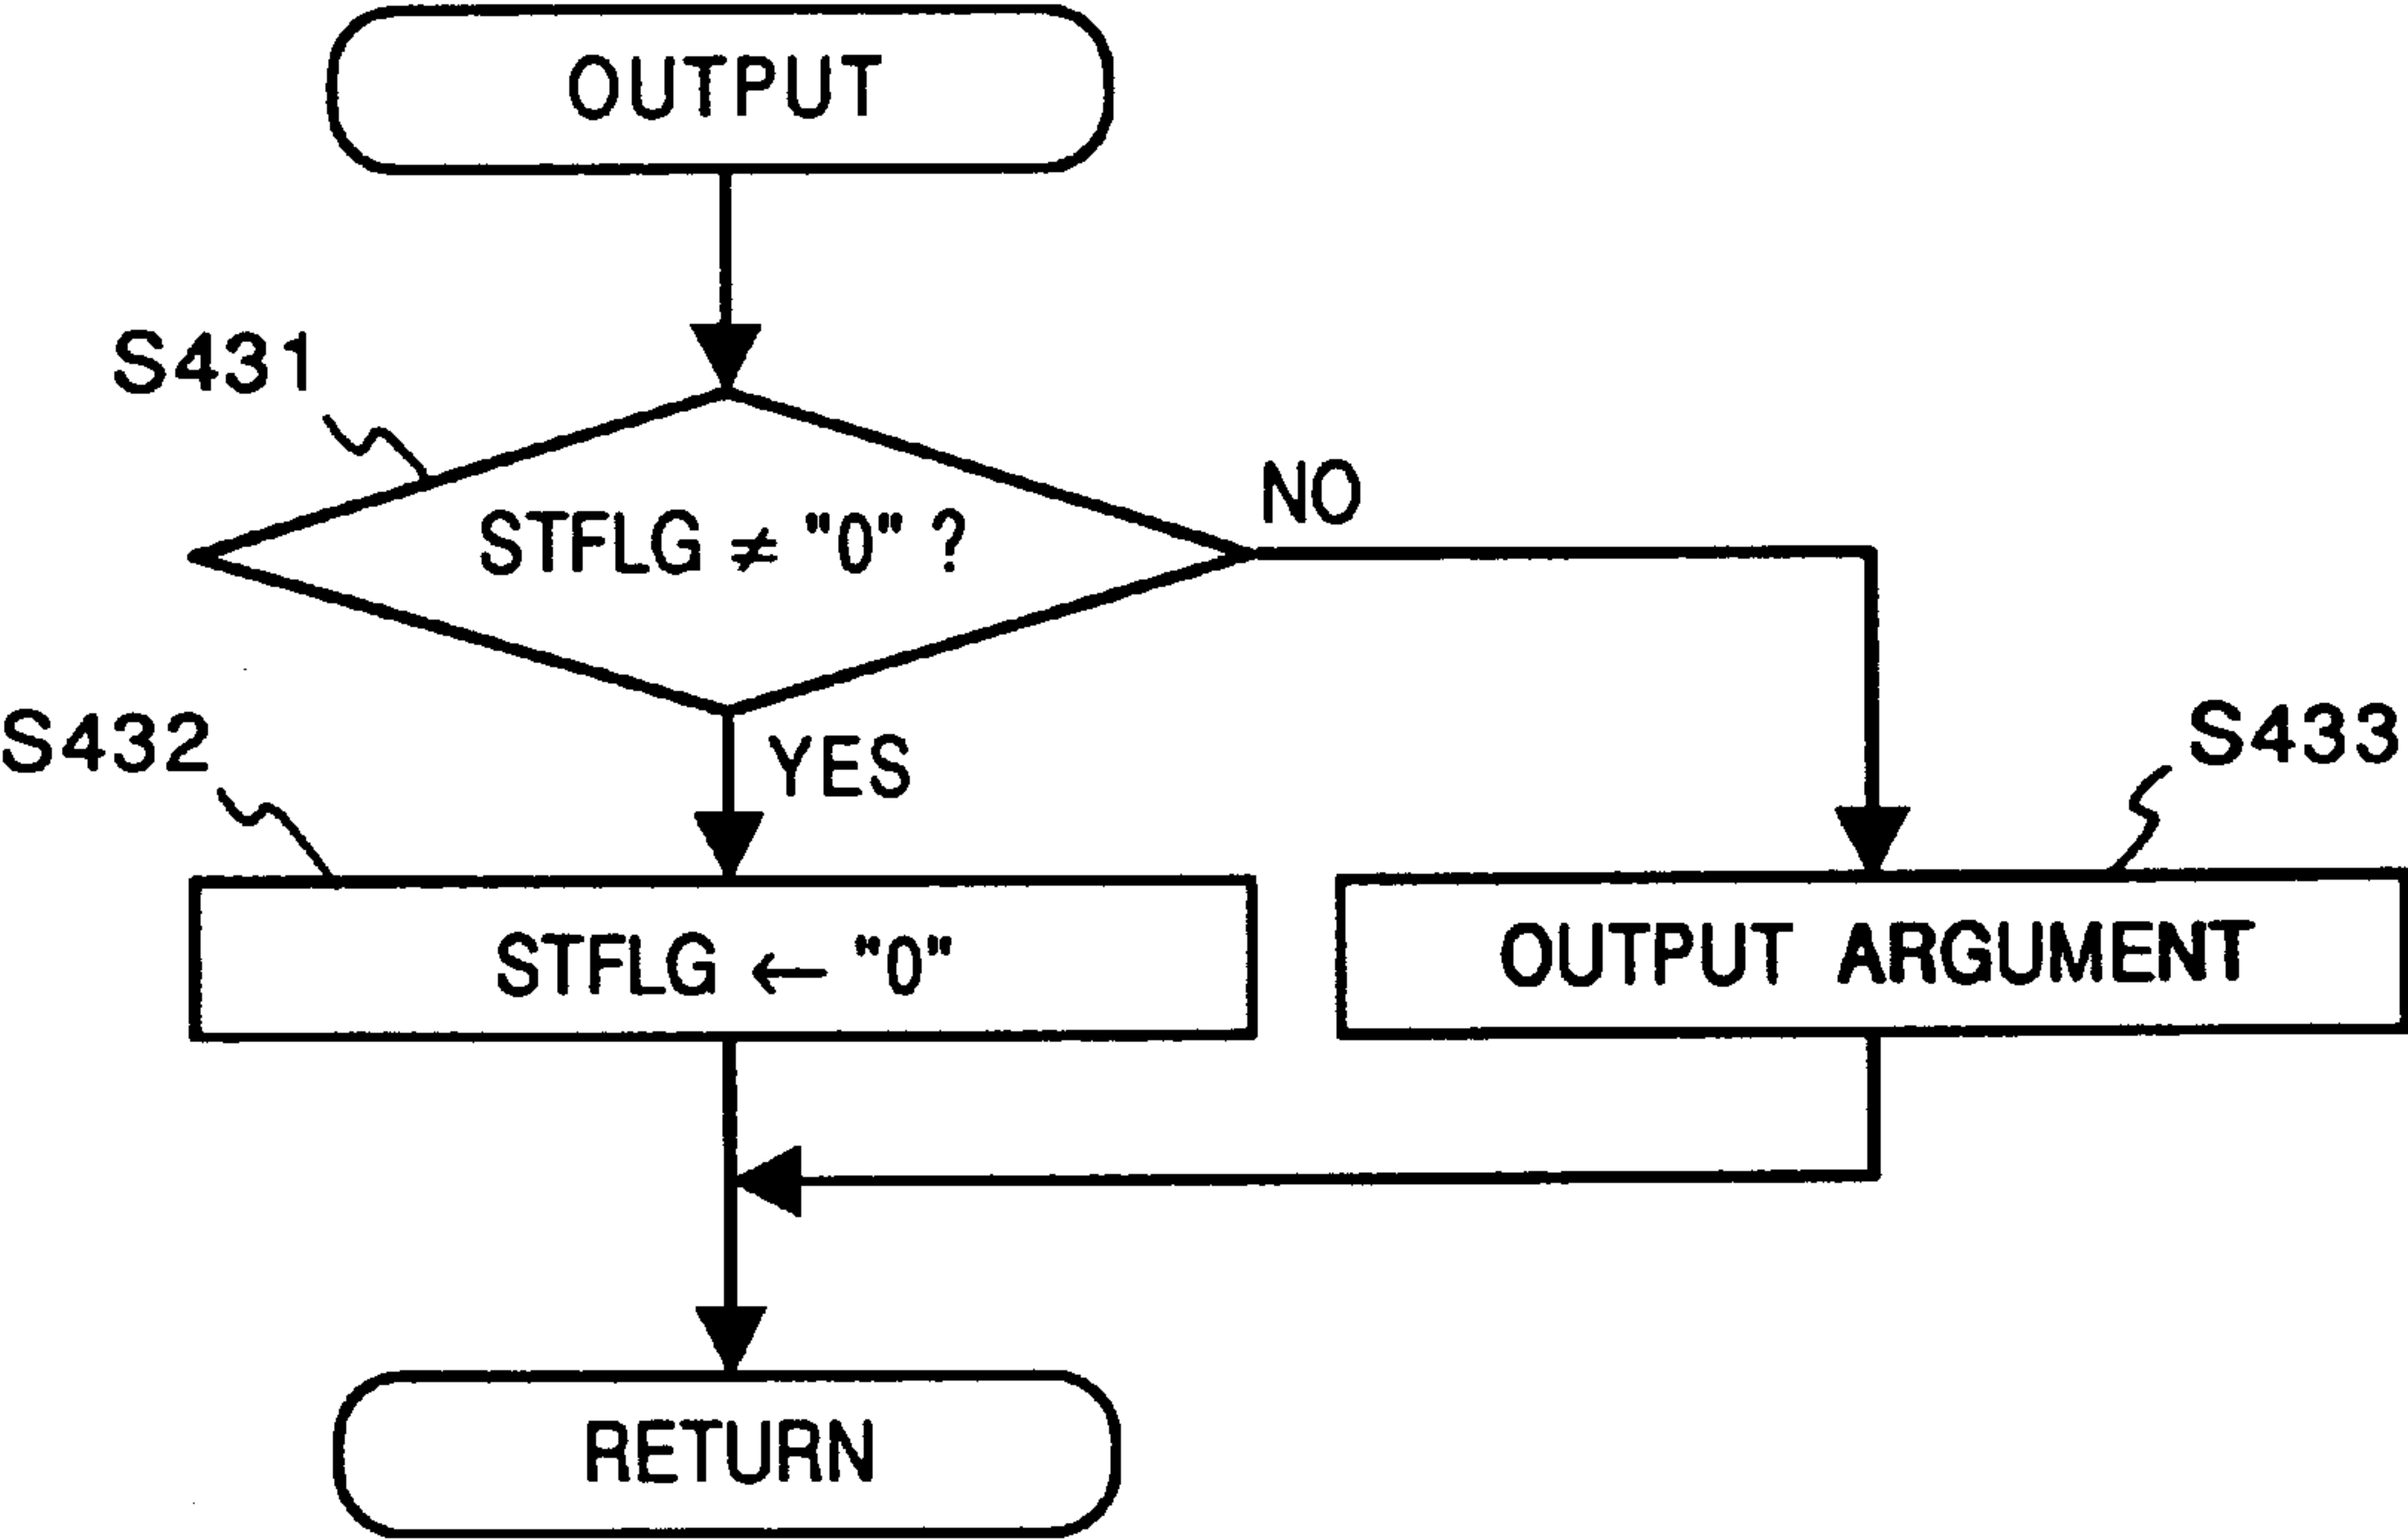 OUTPUT
S431
STFLG ≠ "0" ?
NO
YES
S432
S433
STFLG ← "0"
OUTPUT ARGUMENT
RETURN